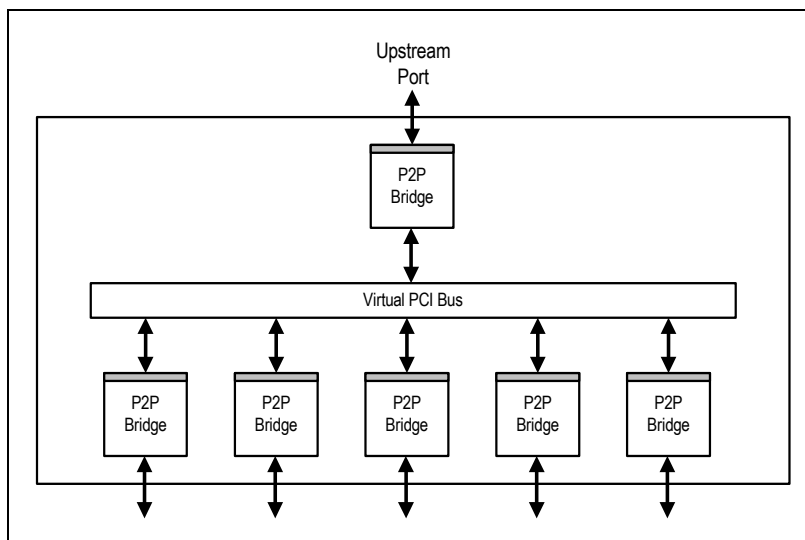 Upstream
Port
P2P
Bridge
Virtual PCI Bus
P2P
Bridge
P2P
Bridge
P2P
Bridge
P2P
Bridge
P2P
Bridge